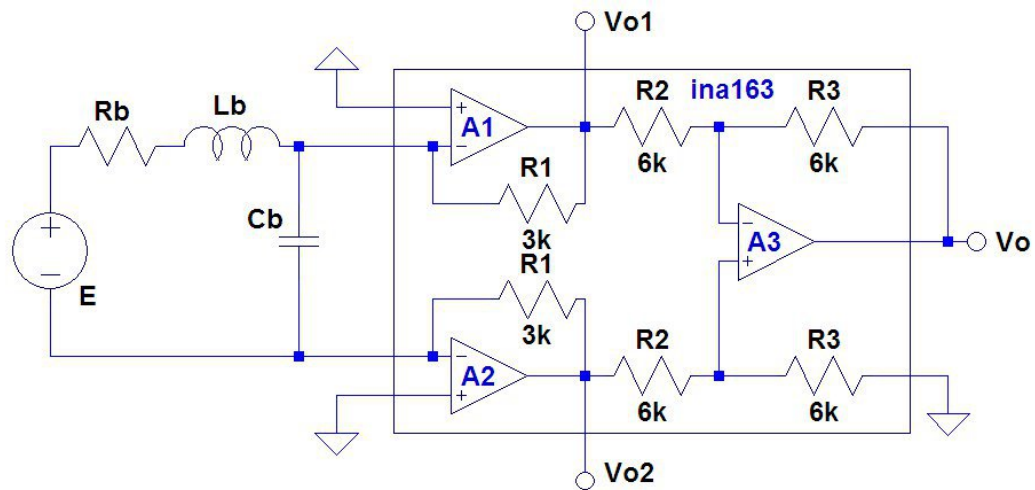 Vo1
R2
ina163
R3
Rb
Lb
+
A1
−
6k
6k
R1
Cb
3k
−
A3
+
Vo
+
−
E
R1
3k
−
A2
+
R2
R3
6k
6k
Vo2